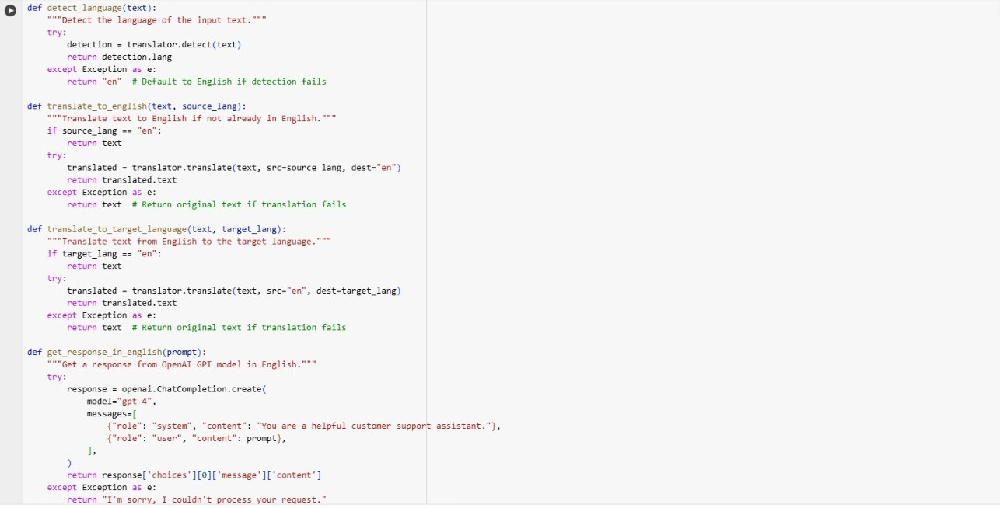 def detect_language(text):
    """Detect the language of the input text."""
    try:
        detection = translator.detect(text)
        return detection.lang
    except Exception as e:
        return "en"  # Default to English if detection fails

def translate_to_english(text, source_lang):
    """Translate text to English if not already in English."""
    if source_lang == "en":
        return text
    try:
        translated = translator.translate(text, src=source_lang, dest="en")
        return translated.text
    except Exception as e:
        return text  # Return original text if translation fails

def translate_to_target_language(text, target_lang):
    """Translate text from English to the target language."""
    if target_lang == "en":
        return text
    try:
        translated = translator.translate(text, src="en", dest=target_lang)
        return translated.text
    except Exception as e:
        return text  # Return original text if translation fails

def get_response_in_english(prompt):
    """Get a response from OpenAI GPT model in English."""
    try:
        response = openai.ChatCompletion.create(
            model="gpt-4",
            messages=[
                {"role": "system", "content": "You are a helpful customer support assistant."},
                {"role": "user", "content": prompt},
            ],
        )
        return response['choices'][0]['message']['content']
    except Exception as e:
        return "I'm sorry, I couldn't process your request."